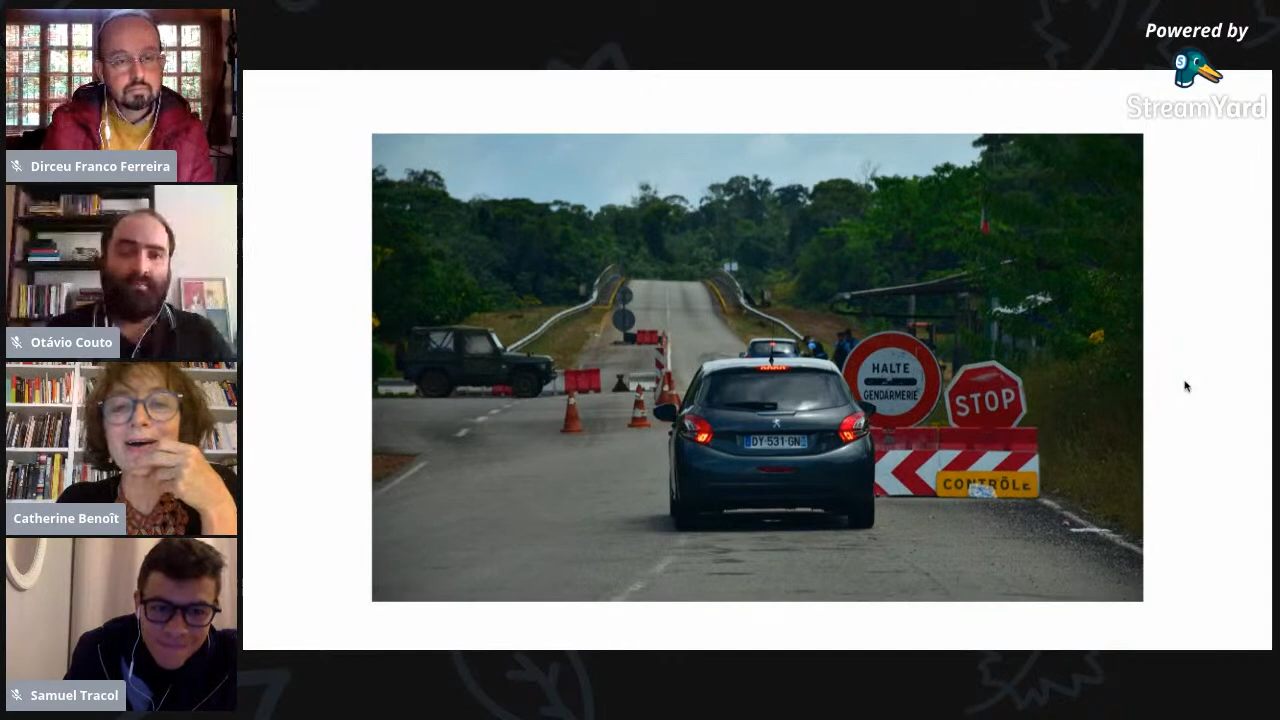 Powered by
StreamYard
Dirceu Franco Ferreira
Otávio Couto
Catherine Benoît
Samuel Tracol
HALTE
GENDARMERIE
STOP
CONTRÔLE
DY-531-GN